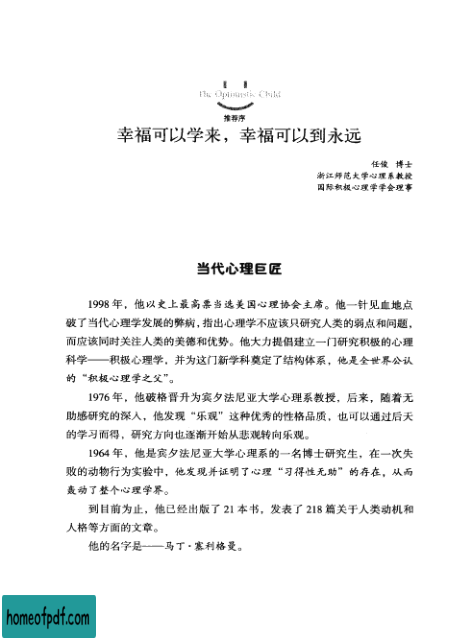 The Optimistic Child
推荐序
幸福可以学来，幸福可以到永远
任俊 博士
浙江师范大学心理系教授
国际积极心理学学会理事
当代心理巨匠
1998 年，他以史上最高票当选美国心理协会主席。他一针见血地点
破了当代心理学发展的弊病，指出心理学不应该只研究人类的弱点和问题，
而应该同时关注人类的美德和优势。他大力提倡建立一门研究积极的心理
科学——积极心理学，并为这门新学科奠定了结构体系，他是全世界公认
的“积极心理学之父”。
1976 年，他破格晋升为宾夕法尼亚大学心理系教授，后来，随着无
助感研究的深入，他发现“乐观”这种优秀的性格品质，也可以通过后天
的学习而得，研究方向也逐渐开始从悲观转向乐观。
1964 年，他是宾夕法尼亚大学心理系的一名博士研究生，在一次失
败的动物行为实验中，他发现并证明了心理“习得性无助”的存在，从而
轰动了整个心理学界。
到目前为止，他已经出版了 21 本书，发表了 218 篇关于人类动机和
人格等方面的文章。
他的名字是——马丁·塞利格曼。
homeofpdf.com